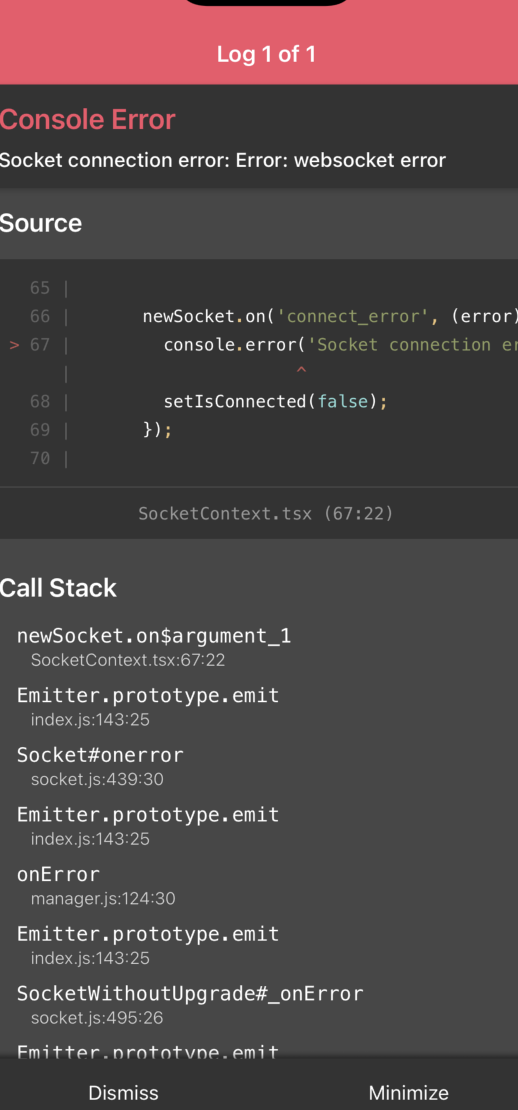 Log 1 of 1
Console Error
Socket connection error: Error: websocket error
Source
65 |
66 | newSocket.on('connect_error', (error)
> 67 | console.error('Socket connection er
| ^
68 | setIsConnected(false);
69 | });
70 |
SocketContext.tsx (67:22)
Call Stack
newSocket.on$argument_1
SocketContext.tsx:67:22
Emitter.prototype.emit
index.js:143:25
Socket#onerror
socket.js:439:30
Emitter.prototype.emit
index.js:143:25
onError
manager.js:124:30
Emitter.prototype.emit
index.js:143:25
SocketWithoutUpgrade#_onError
socket.js:495:26
Emitter.prototype.emit
Dismiss
Minimize